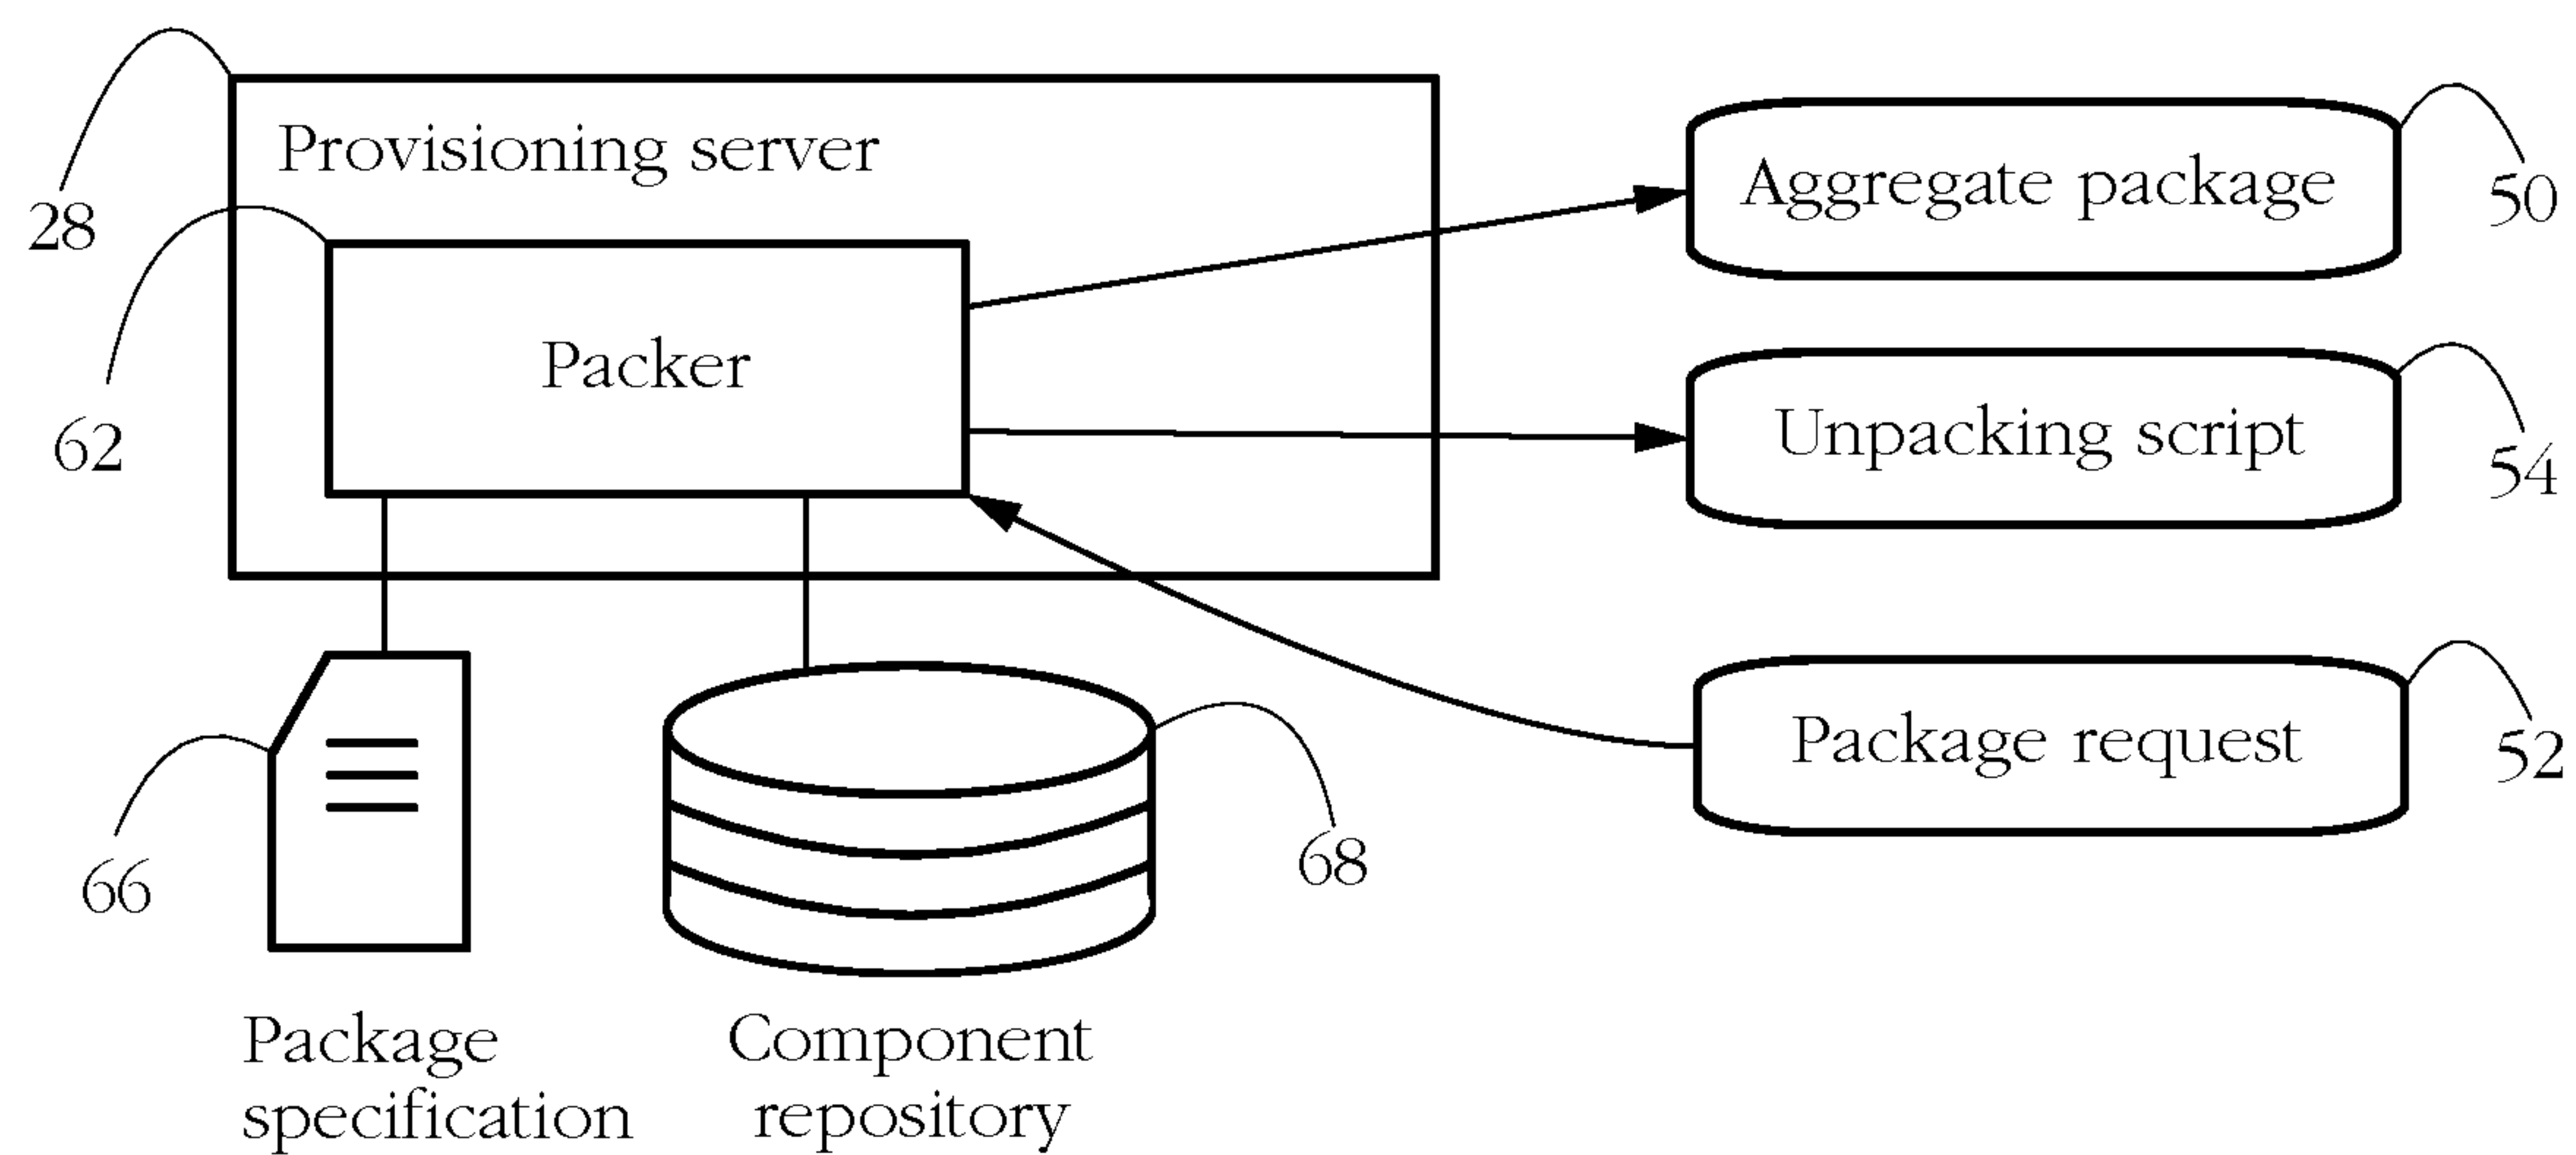 Provisioning server
28
Packer
62
Aggregate package
50
Unpacking script
54
Package request
52
66
68
Package
specification
Component
repository